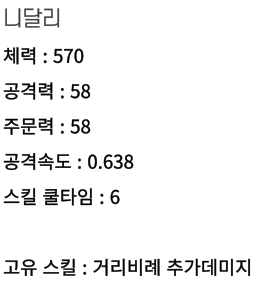 니달리
체력 : 570
공격력 : 58
주문력 : 58
공격속도 : 0.638
스킬 쿨타임 : 6
고유 스킬 : 거리비례 추가데미지